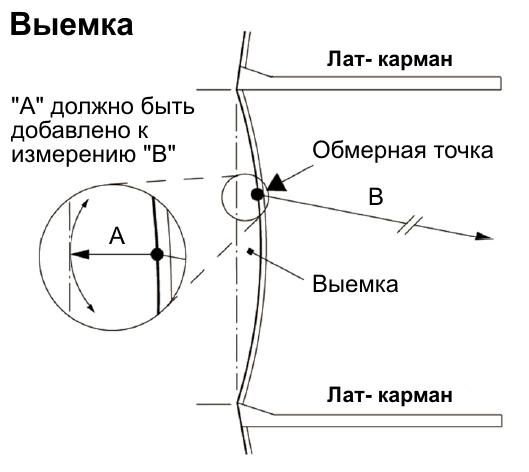 Выемка
Лат- карман
"А" должно быть
добавлено к
измерению "В"
Обмерная точка
В
А
Выемка
Лат- карман